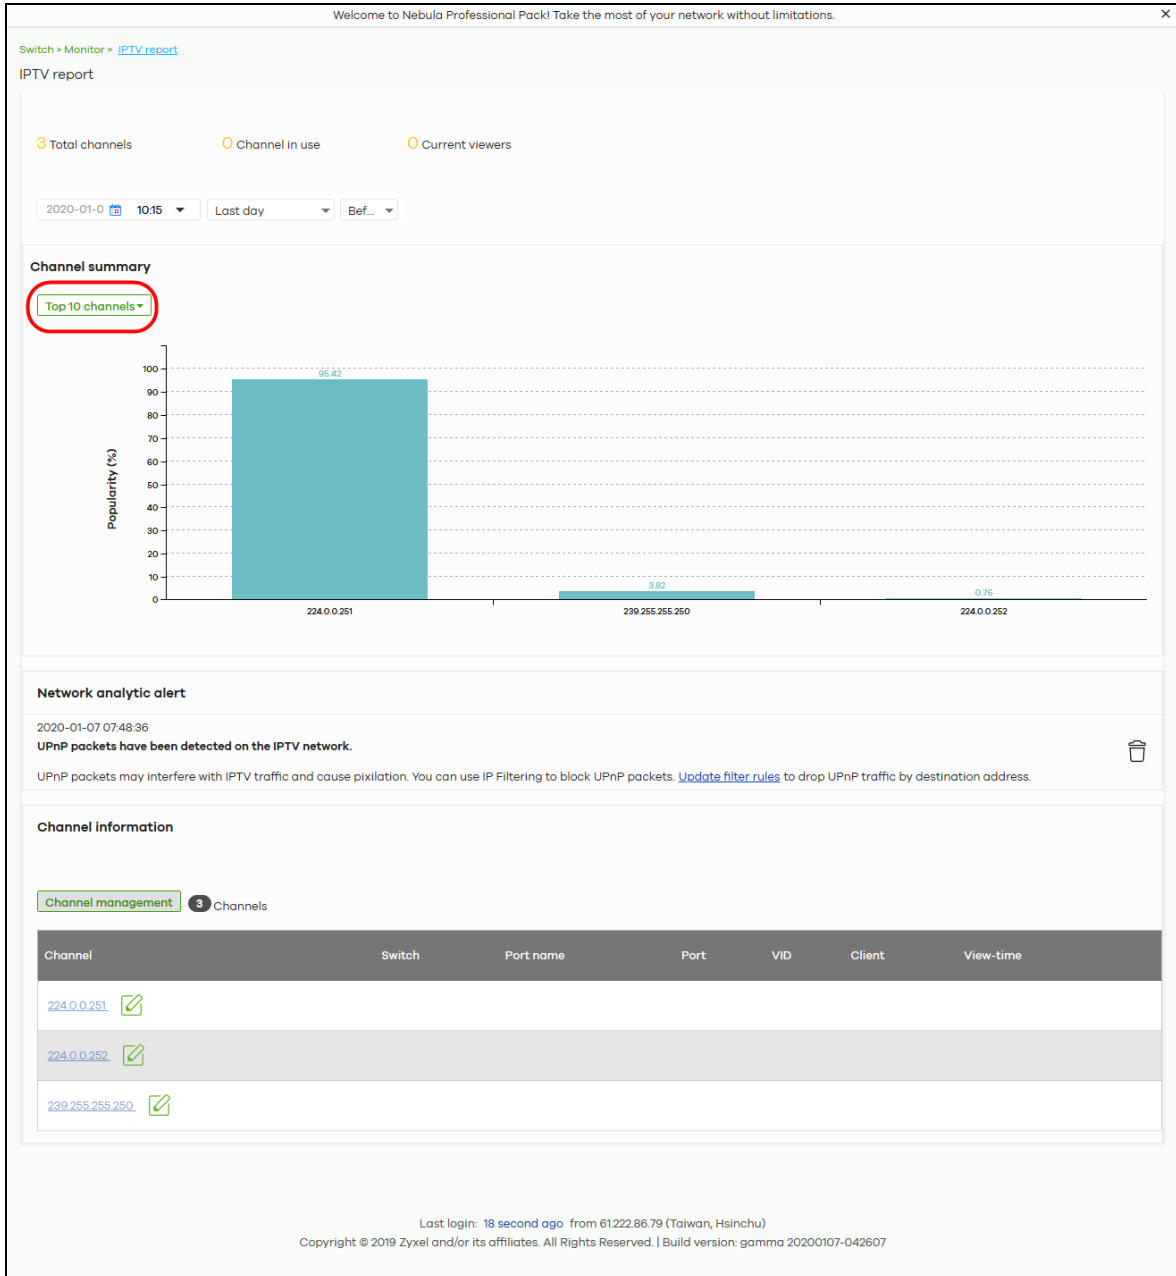 Welcome to Nebula Professional Pack! Take the most of your network without limitations.
Switch > Monitor > IPTV report
IPTV report
3 Total channels 0 Channel in use 0 Current viewers
2020-01-0 10:15 Last day Bef...
Channel summary
Top 10 channels
Popularity (%)
100
90
80
70
60
50
40
30
20
10
0
95.42
3.82
0.76
224.0.0.251 239.255.255.250 224.0.0.252
Network analytic alert
2020-01-07 07:48:36
UPnP packets have been detected on the IPTV network.
UPnP packets may interfere with IPTV traffic and cause pixilation. You can use IP Filtering to block UPnP packets. Update filter rules to drop UPnP traffic by destination address.
Channel information
Channel management 3 Channels
Channel Switch Port name Port VID Client View-time
224.0.0.251
224.0.0.252
239.255.255.250
Last login: 18 second ago from 61.222.86.79 (Taiwan, Hsinchu)
Copyright © 2019 Zyxel and/or its affiliates. All Rights Reserved. | Build version: gamma 20200107-042607